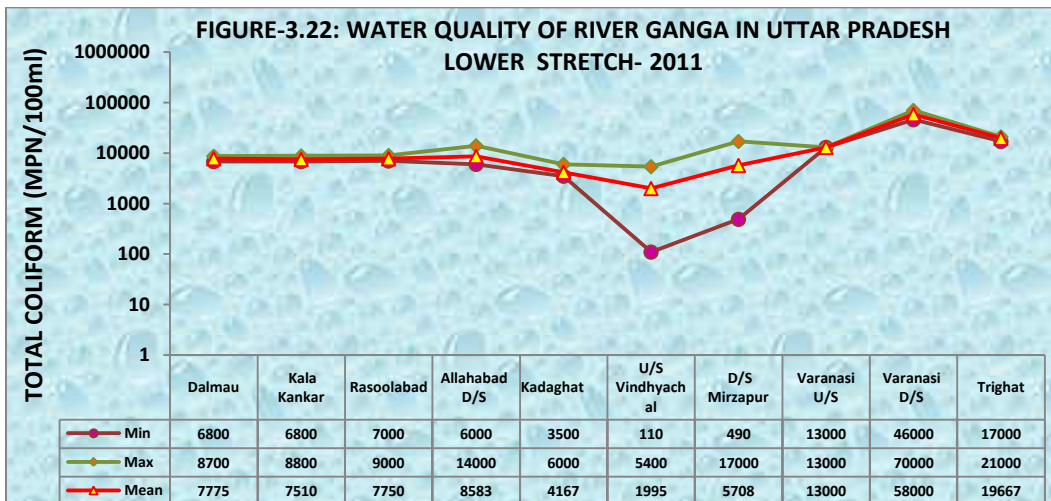 FIGURE-3.22: WATER QUALITY OF RIVER GANGA IN UTTAR PRADESH
LOWER STRETCH- 2011
TOTAL COLIFORM (MPN/100ml)
1000000
100000
10000
1000
100
10
1
Dalmau Kala Kankar Rasoolabad Allahabad D/S Kadaghat U/S Vindhyach al D/S Mirzapur Varanasi U/S Varanasi D/S Trighat
Min 6800 6800 7000 6000 3500 110 490 13000 46000 17000
Max 8700 8800 9000 14000 6000 5400 17000 13000 70000 21000
Mean 7775 7510 7750 8583 4167 1995 5708 13000 58000 19667